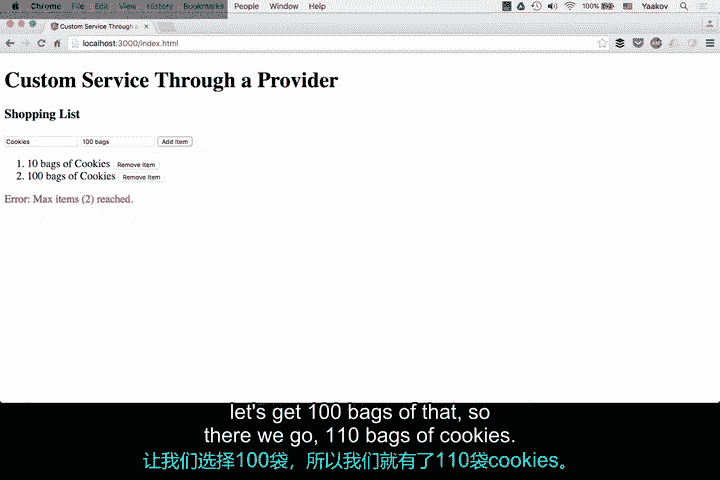 Chrome File Edit View History Bookmarks People Window Help 100% Yaakov
Custom Service Through a
localhost:3000/index.html
Custom Service Through a Provider
Shopping List
Cookies 100 bags Add Item
1. 10 bags of Cookies Remove Item
2. 100 bags of Cookies Remove Item
Error: Max items (2) reached.
let's get 100 bags of that, so
there we go, 110 bags of cookies.
让我们选择100袋，所以我们就有了110袋cookies。